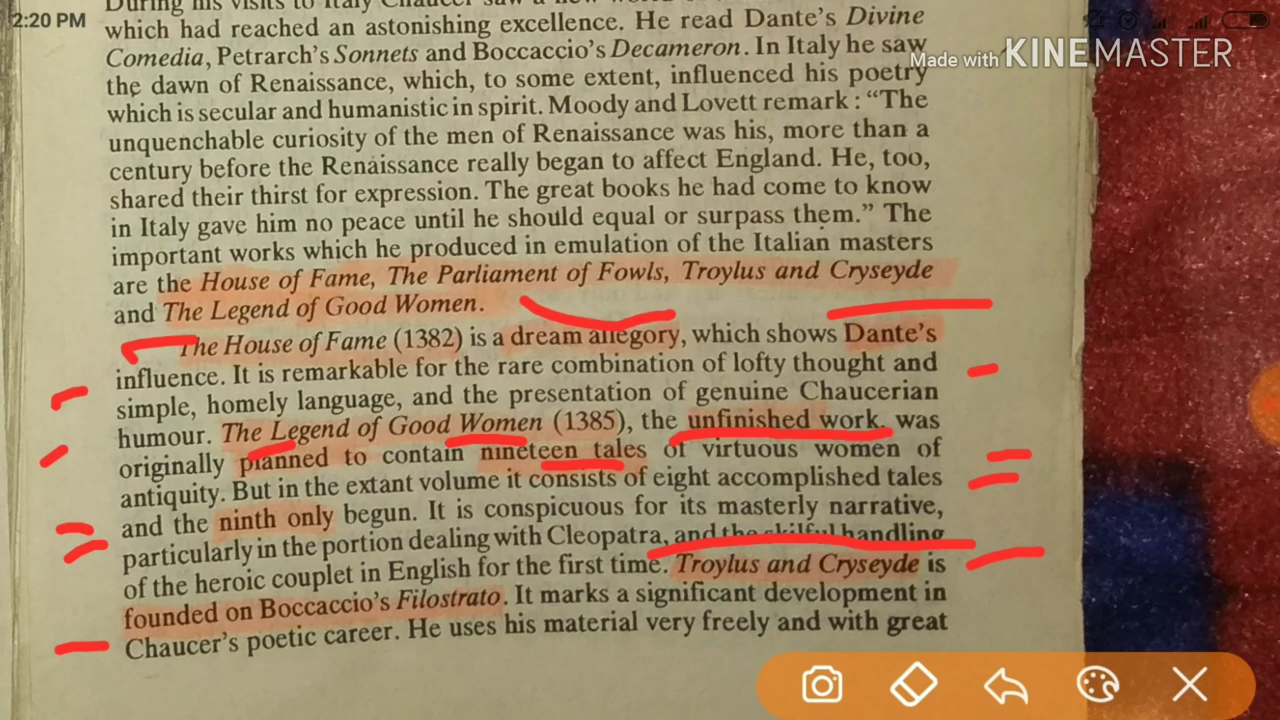 2:20 PM
During his visits to Italy Chaucer saw a new world of
which had reached an astonishing excellence. He read Dante's Divine
Made with KINEMASTER
Comedia, Petrarch's Sonnets and Boccaccio's Decameron. In Italy he saw
the dawn of Renaissance, which, to some extent, influenced his poetry
which is secular and humanistic in spirit. Moody and Lovett remark : “The
unquenchable curiosity of the men of Renaissance was his, more than a
century before the Renaissance really began to affect England. He, too,
shared their thirst for expression. The great books he had come to know
in Italy gave him no peace until he should equal or surpass them.” The
important works which he produced in emulation of the Italian masters
are the House of Fame, The Parliament of Fowls, Troylus and Cryseyde
and The Legend of Good Women.
The House of Fame (1382) is a dream allegory, which shows Dante's
influence. It is remarkable for the rare combination of lofty thought and
simple, homely language, and the presentation of genuine Chaucerian
humour. The Legend of Good Women (1385), the unfinished work, was
originally planned to contain nineteen tales of virtuous women of
antiquity. But in the extant volume it consists of eight accomplished tales
and the ninth only begun. It is conspicuous for its masterly narrative,
particularly in the portion dealing with Cleopatra, and the skilful handling
of the heroic couplet in English for the first time. Troylus and Cryseyde is
founded on Boccaccio's Filostrato. It marks a significant development in
Chaucer's poetic career. He uses his material very freely and with great